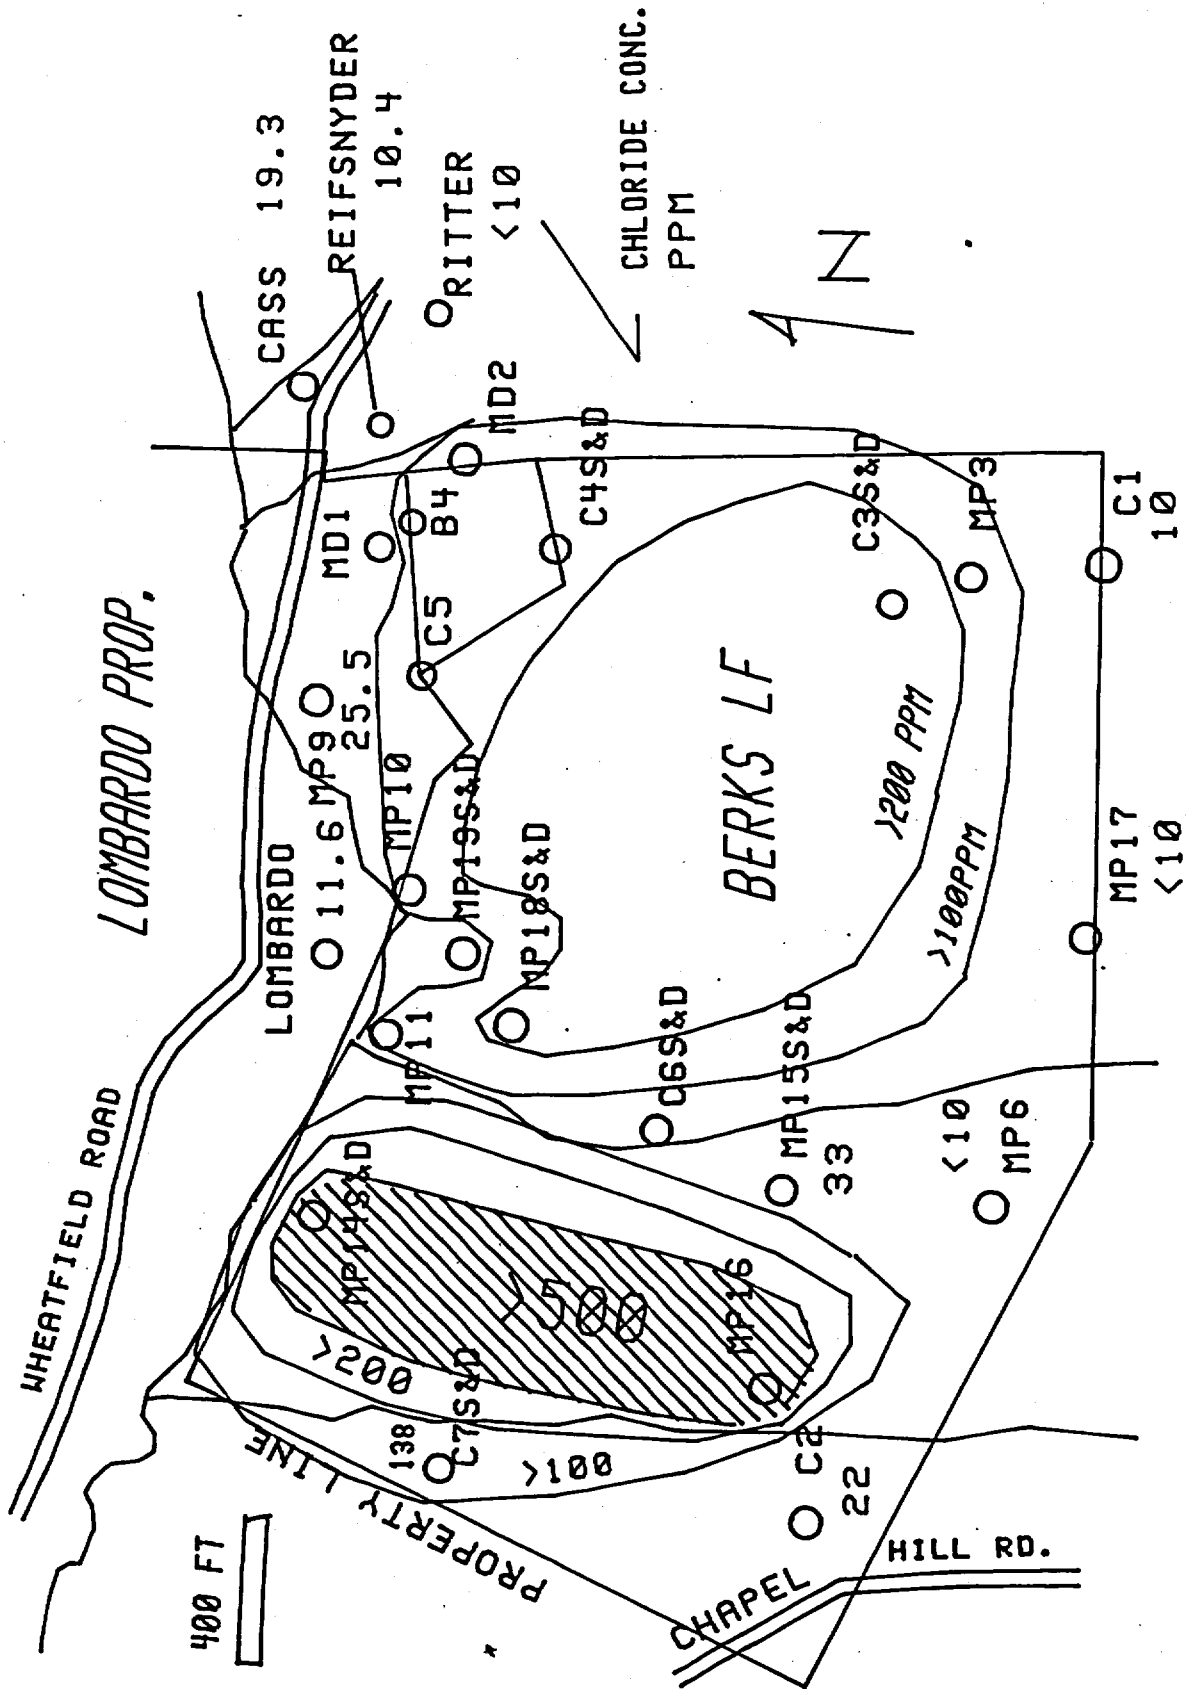 LOMBARDO PROP.
WHEATFIELD ROAD
400 FT
PROPERTY LINE
CHAPEL
HILL RD.
LOMBARDO
11.6
MP9
25.5
MD1
B4
C5
MP10
MP19S&D
MP18S&D
MP11
MP14S&D
>500
>200
138
C7S&D
>100
MP16
C2
22
C6S&D
MP15S&D
33
<10
MP6
MP17
<10
C1
10
MP3
C3S&D
C4S&D
MD2
BERKS LF
>200 PPM
>100PPM
CASS 19.3
REIFSNYDER
10.4
RITTER
<10
CHLORIDE CONC.
PPM
N